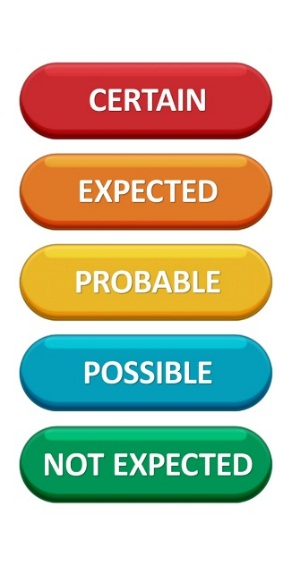 CERTAIN
EXPECTED
PROBABLE
POSSIBLE
NOT EXPECTED